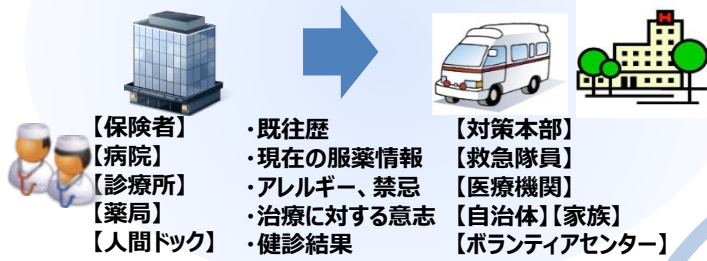 H
【保険者】
【病院】
【診療所】
【薬局】
【人間ドック】
・既往歴
・現在の服薬情報
・アレルギー、禁忌
・治療に対する意志
・健診結果
【対策本部】
【救急隊員】
【医療機関】
【自治体】【家族】
【ボランティアセンター】